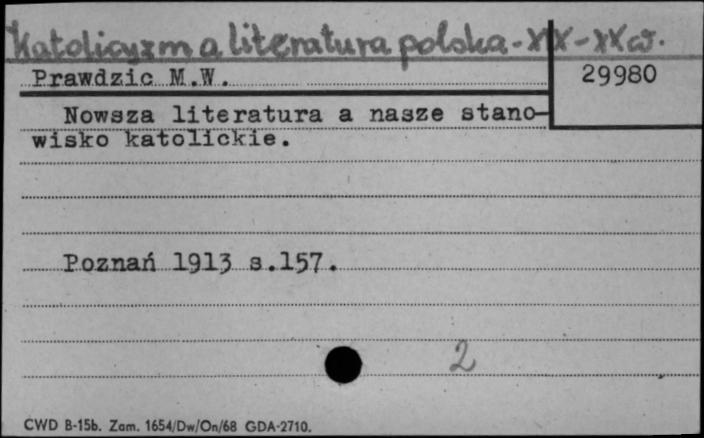 Katolicyzm a literatura polska - XIX - XX w.
Prawdzic M.W.
29980
Nowsza literatura a nasze stano-
wisko katolickie.
Poznań 1913 s.157.
2
CWD B-15b. Zam. 1654/Dw/On/68 GDA-2710.